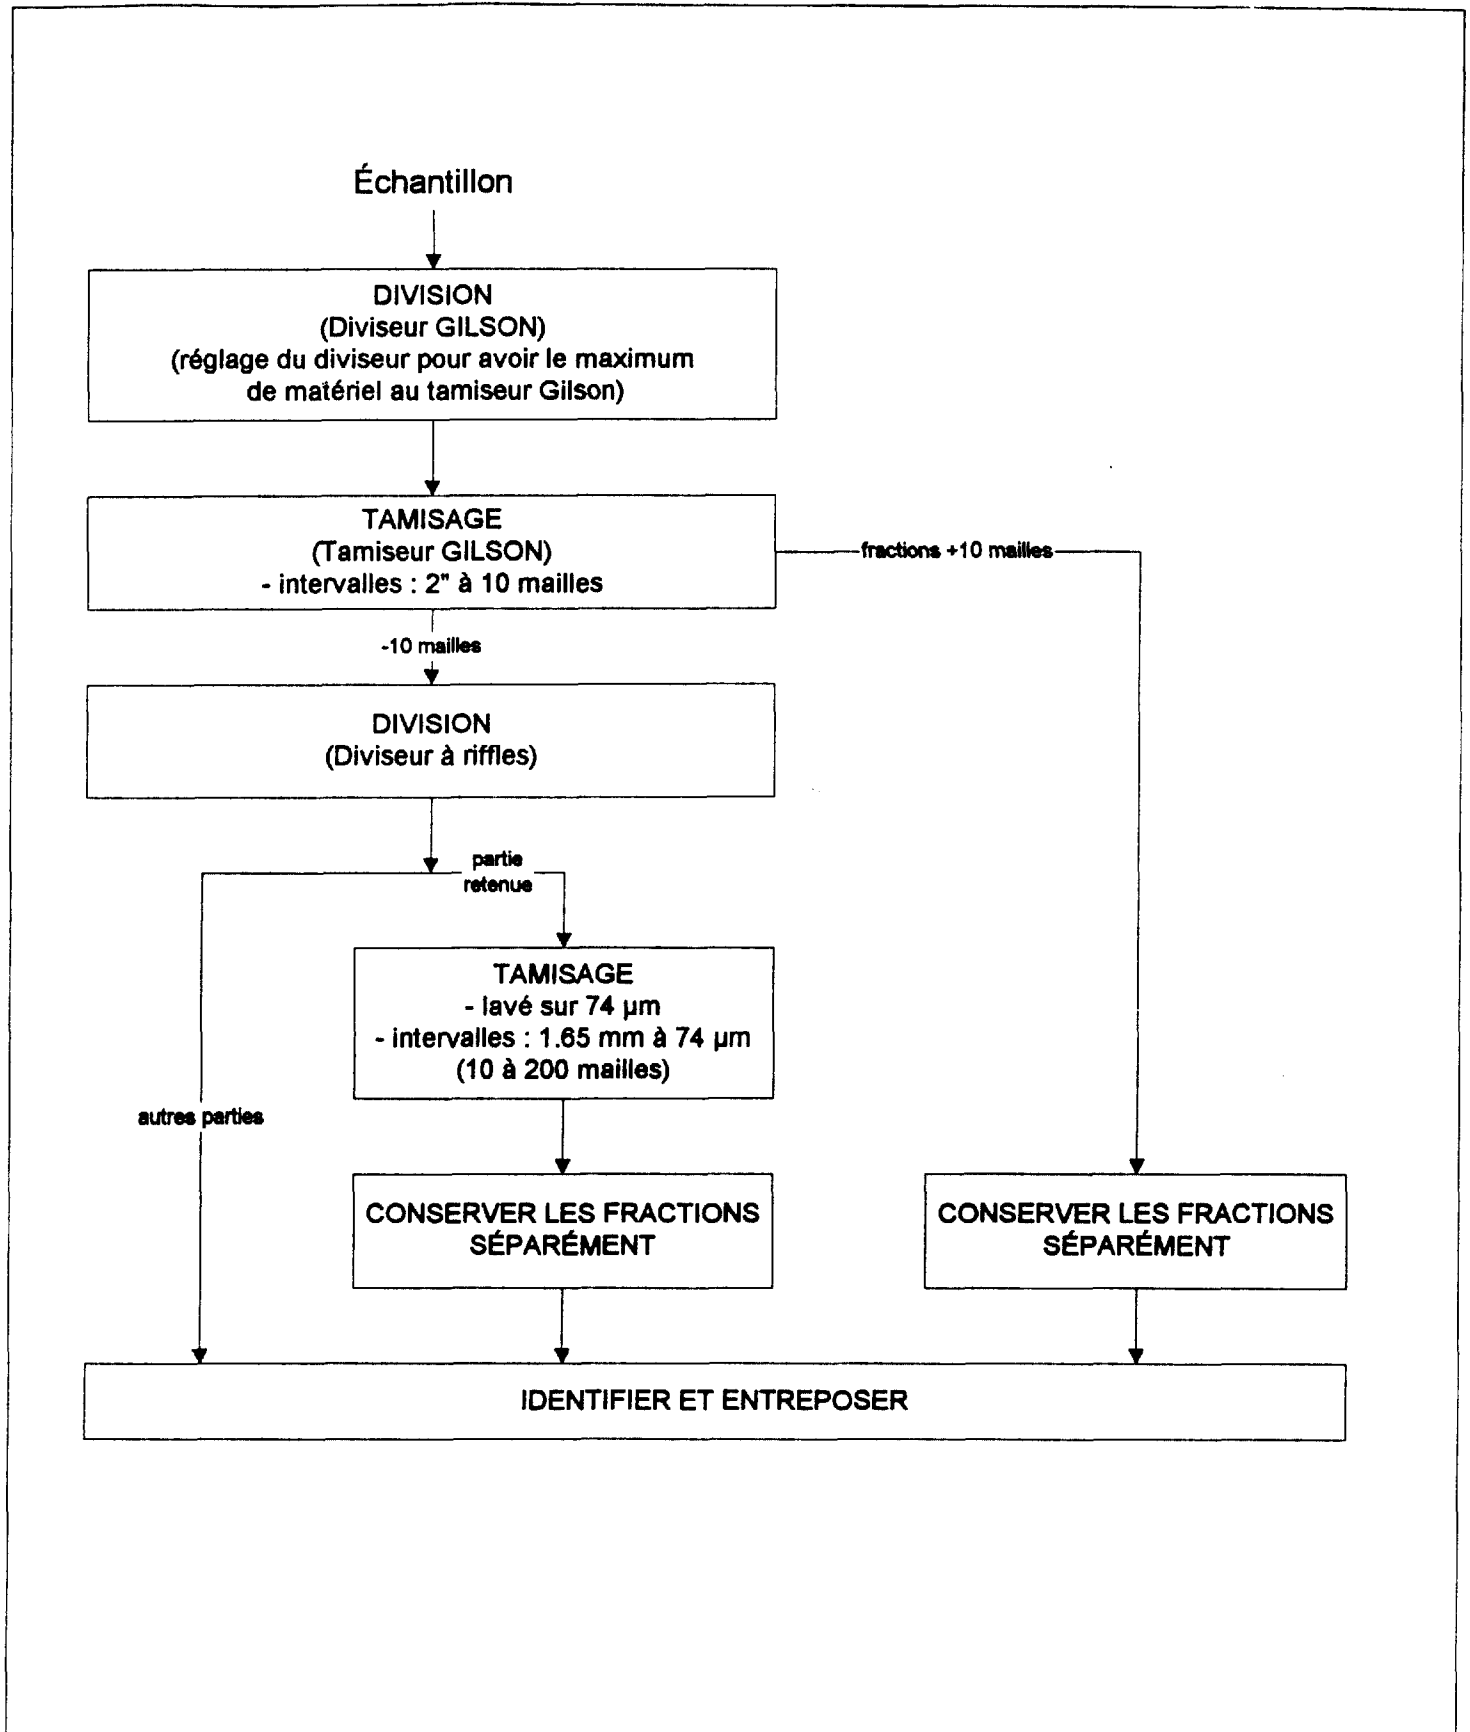 Échantillon
DIVISION
(Diviseur GILSON)
(réglage du diviseur pour avoir le maximum
de matériel au tamiseur Gilson)
TAMISAGE
(Tamiseur GILSON)
- intervalles : 2" à 10 mailles
fractions +10 mailles
-10 mailles
DIVISION
(Diviseur à riffles)
partie
retenue
TAMISAGE
- lavé sur 74 µm
- intervalles : 1.65 mm à 74 µm
(10 à 200 mailles)
autres parties
CONSERVER LES FRACTIONS
SÉPARÉMENT
CONSERVER LES FRACTIONS
SÉPARÉMENT
IDENTIFIER ET ENTREPOSER